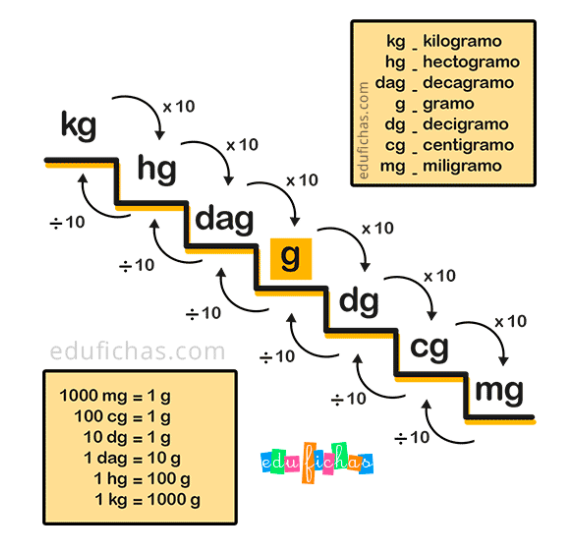 kg - kilogramo
hg - hectogramo
dag - decagramo
g - gramo
dg - decigramo
cg - centigramo
mg - miligramo
edufichas.com
kg
x 10
hg
x 10
dag
x 10
g
x 10
dg
x 10
cg
x 10
mg
÷ 10
÷ 10
÷ 10
÷ 10
÷ 10
÷ 10
edufichas.com
1000 mg = 1 g
100 cg = 1 g
10 dg = 1 g
1 dag = 10 g
1 hg = 100 g
1 kg = 1000 g
edufichas